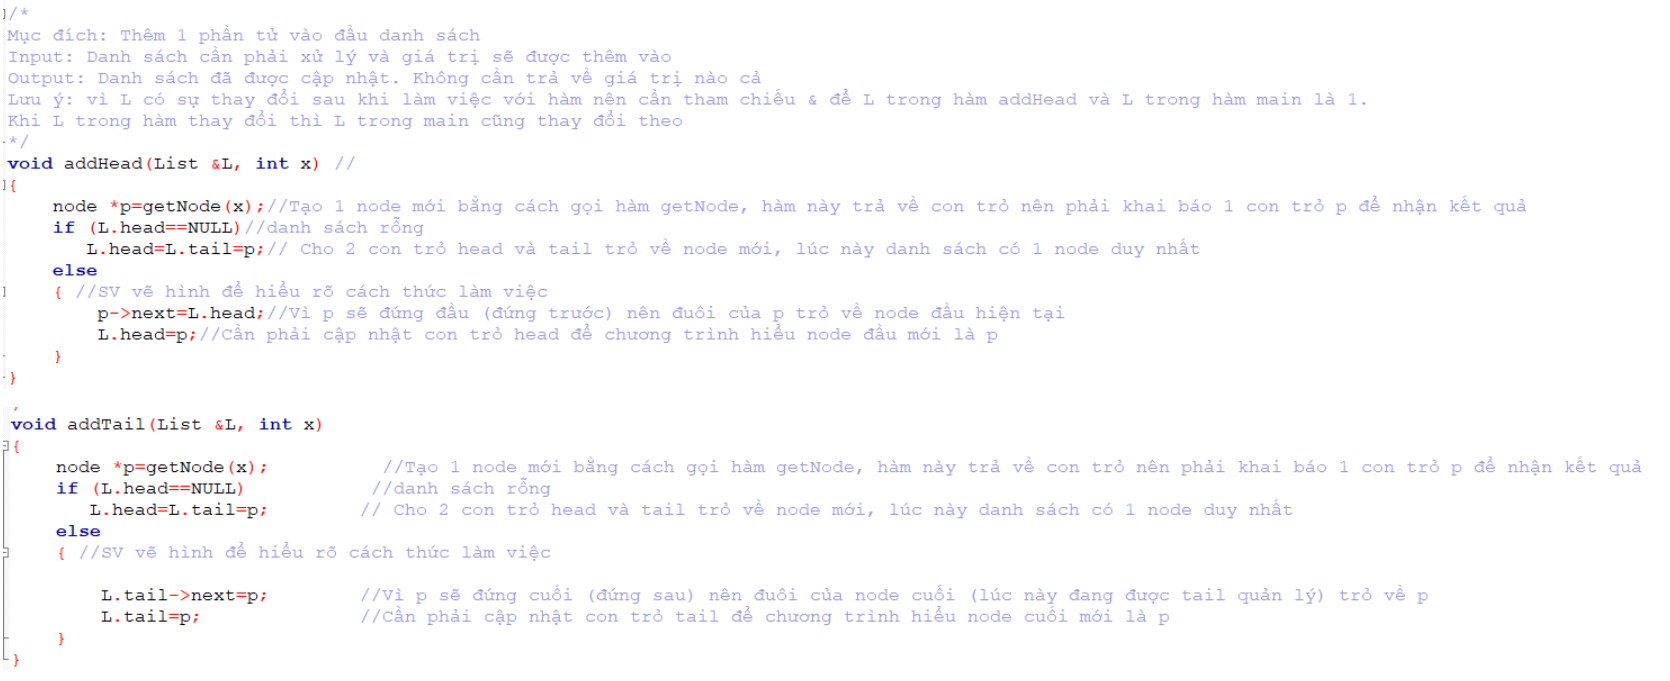 /*
Mục đích: Thêm 1 phần tử vào đầu danh sách
Input: Danh sách cần phải xử lý và giá trị sẽ được thêm vào
Output: Danh sách đã được cập nhật. Không cần trả về giá trị nào cả
Lưu ý: vì L có sự thay đổi sau khi làm việc với hàm nên cần tham chiếu & để L trong hàm addHead và L trong hàm main là 1.
Khi L trong hàm thay đổi thì L trong main cũng thay đổi theo
*/
void addHead(List &L, int x) //
{
    node *p=getNode(x);//Tạo 1 node mới bằng cách gọi hàm getNode, hàm này trả về con trỏ nên phải khai báo 1 con trỏ p để nhận kết quả
    if (L.head==NULL)//danh sách rỗng
       L.head=L.tail=p;// Cho 2 con trỏ head và tail trỏ về node mới, lúc này danh sách có 1 node duy nhất
    else
    { //SV vẽ hình để hiểu rõ cách thức làm việc
        p->next=L.head;//Vì p sẽ đứng đầu (đứng trước) nên đuôi của p trỏ về node đầu hiện tại
        L.head=p;//Cần phải cập nhật con trỏ head để chương trình hiểu node đầu mới là p
    }
}
void addTail(List &L, int x)
{
    node *p=getNode(x);          //Tạo 1 node mới bằng cách gọi hàm getNode, hàm này trả về con trỏ nên phải khai báo 1 con trỏ p để nhận kết quả
    if (L.head==NULL)           //danh sách rỗng
       L.head=L.tail=p;        // Cho 2 con trỏ head và tail trỏ về node mới, lúc này danh sách có 1 node duy nhất
    else
    { //SV vẽ hình để hiểu rõ cách thức làm việc
        L.tail->next=p;        //Vì p sẽ đứng cuối (đứng sau) nên đuôi của node cuối (lúc này đang được tail quản lý) trỏ về p
        L.tail=p;              //Cần phải cập nhật con trỏ tail để chương trình hiểu node cuối mới là p
    }
}